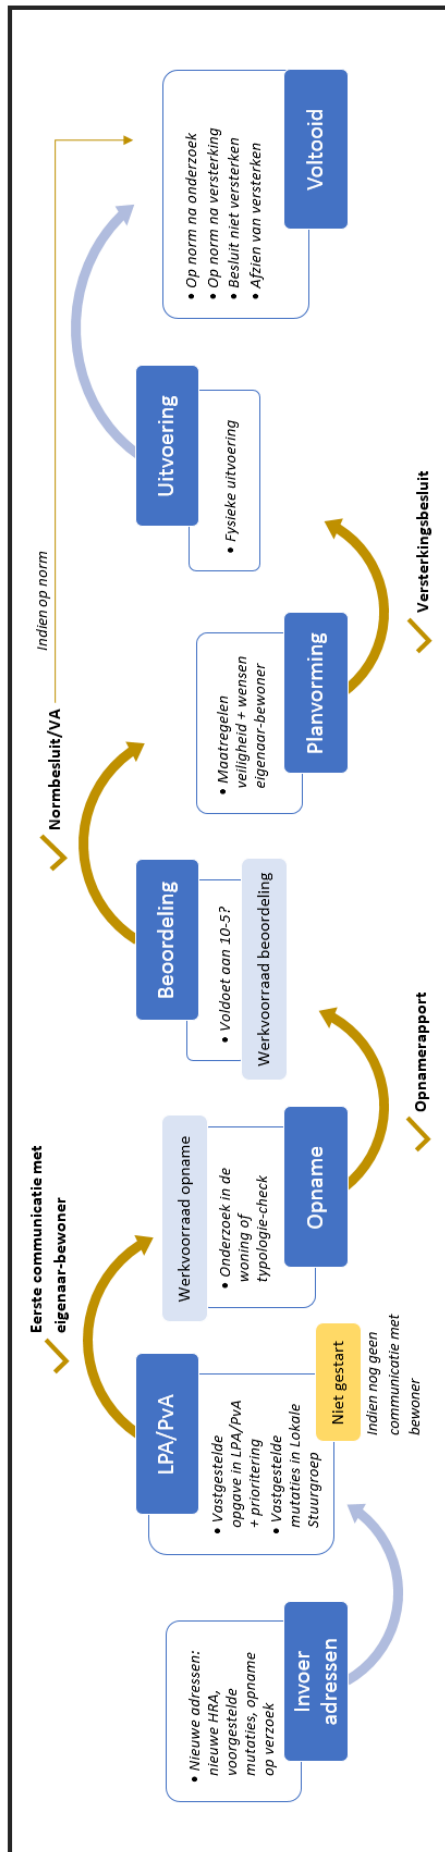 • Nieuwe adressen:
nieuwe HRA,
voorgestelde
mutaties, opname
op verzoek
Invoer
adressen
LPA/PvA
• Vastgestelde
opgave in LPA/PvA
+ prioritering
• Vastgestelde
mutaties in Lokale
Stuurgroep
Niet gestart
Indien nog geen
communicatie met
bewoner
Eerste communicatie met
eigenaar-bewoner
Werkvoorraad opname
• Onderzoek in de
woning of
typologie-check
Opname
Opnamerapport
Beoordeling
• Voldoet aan 10-5?
Werkvoorraad beoordeling
Normbesluit/VA
Indien op norm
• Maatregelen
veiligheid + wensen
eigenaar-bewoner
Planvorming
Versterkingsbesluit
Uitvoering
• Fysieke uitvoering
• Op norm na onderzoek
• Op norm na versterking
• Besluit niet versterken
• Afzien van versterken
Voltooid